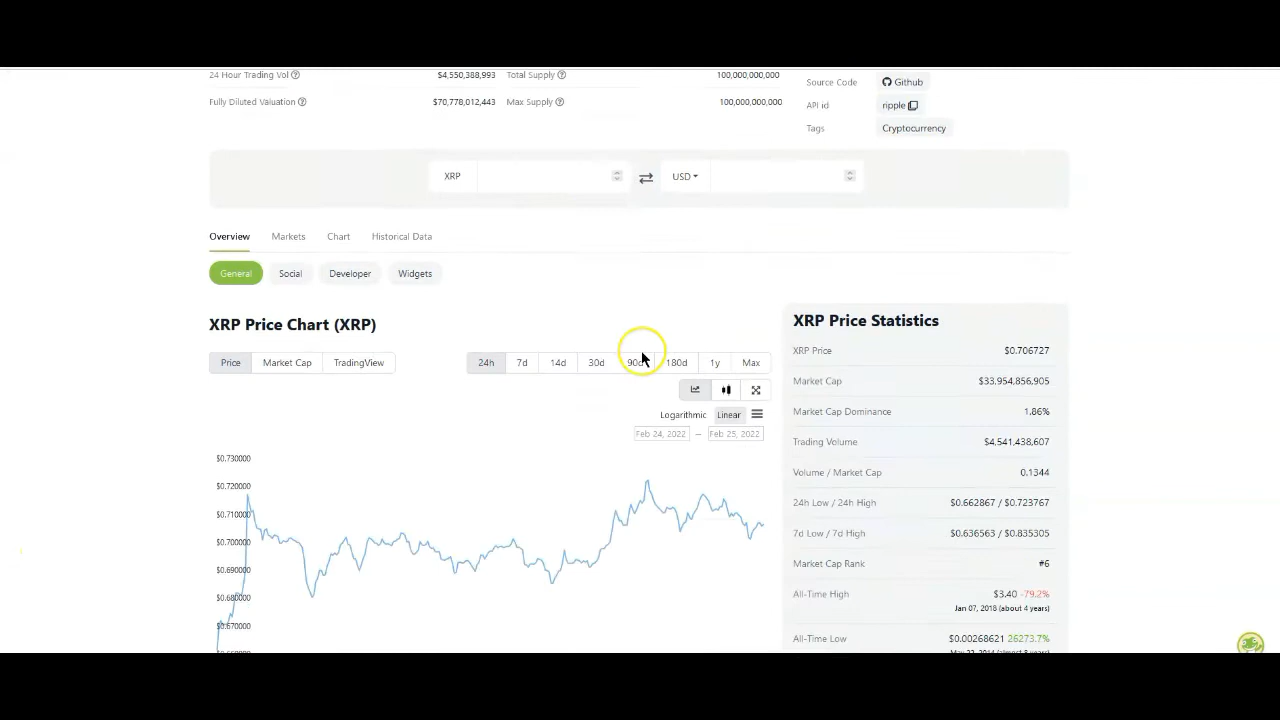 24 Hour Trading Vol $4,550,388,993 Total Supply 100,000,000,000
Source Code Github
Fully Diluted Valuation $70,778,012,443 Max Supply 100,000,000,000
API id ripple
Tags Cryptocurrency
XRP USD
Overview Markets Chart Historical Data
General Social Developer Widgets
XRP Price Chart (XRP)
Price Market Cap TradingView 24h 7d 14d 30d 90d 180d 1y Max
Logarithmic Linear
Feb 24, 2022 → Feb 25, 2022
$0.730000
$0.720000
$0.710000
$0.700000
$0.690000
$0.680000
$0.670000
XRP Price Statistics
XRP Price $0.706727
Market Cap $33,954,856,905
Market Cap Dominance 1.86%
Trading Volume $4,541,438,607
Volume / Market Cap 0.1344
24h Low / 24h High $0.662867 / $0.723767
7d Low / 7d High $0.636563 / $0.835305
Market Cap Rank #6
All-Time High $3.40 -79.2%
Jan 07, 2018 (about 4 years)
All-Time Low $0.00268621 26273.7%